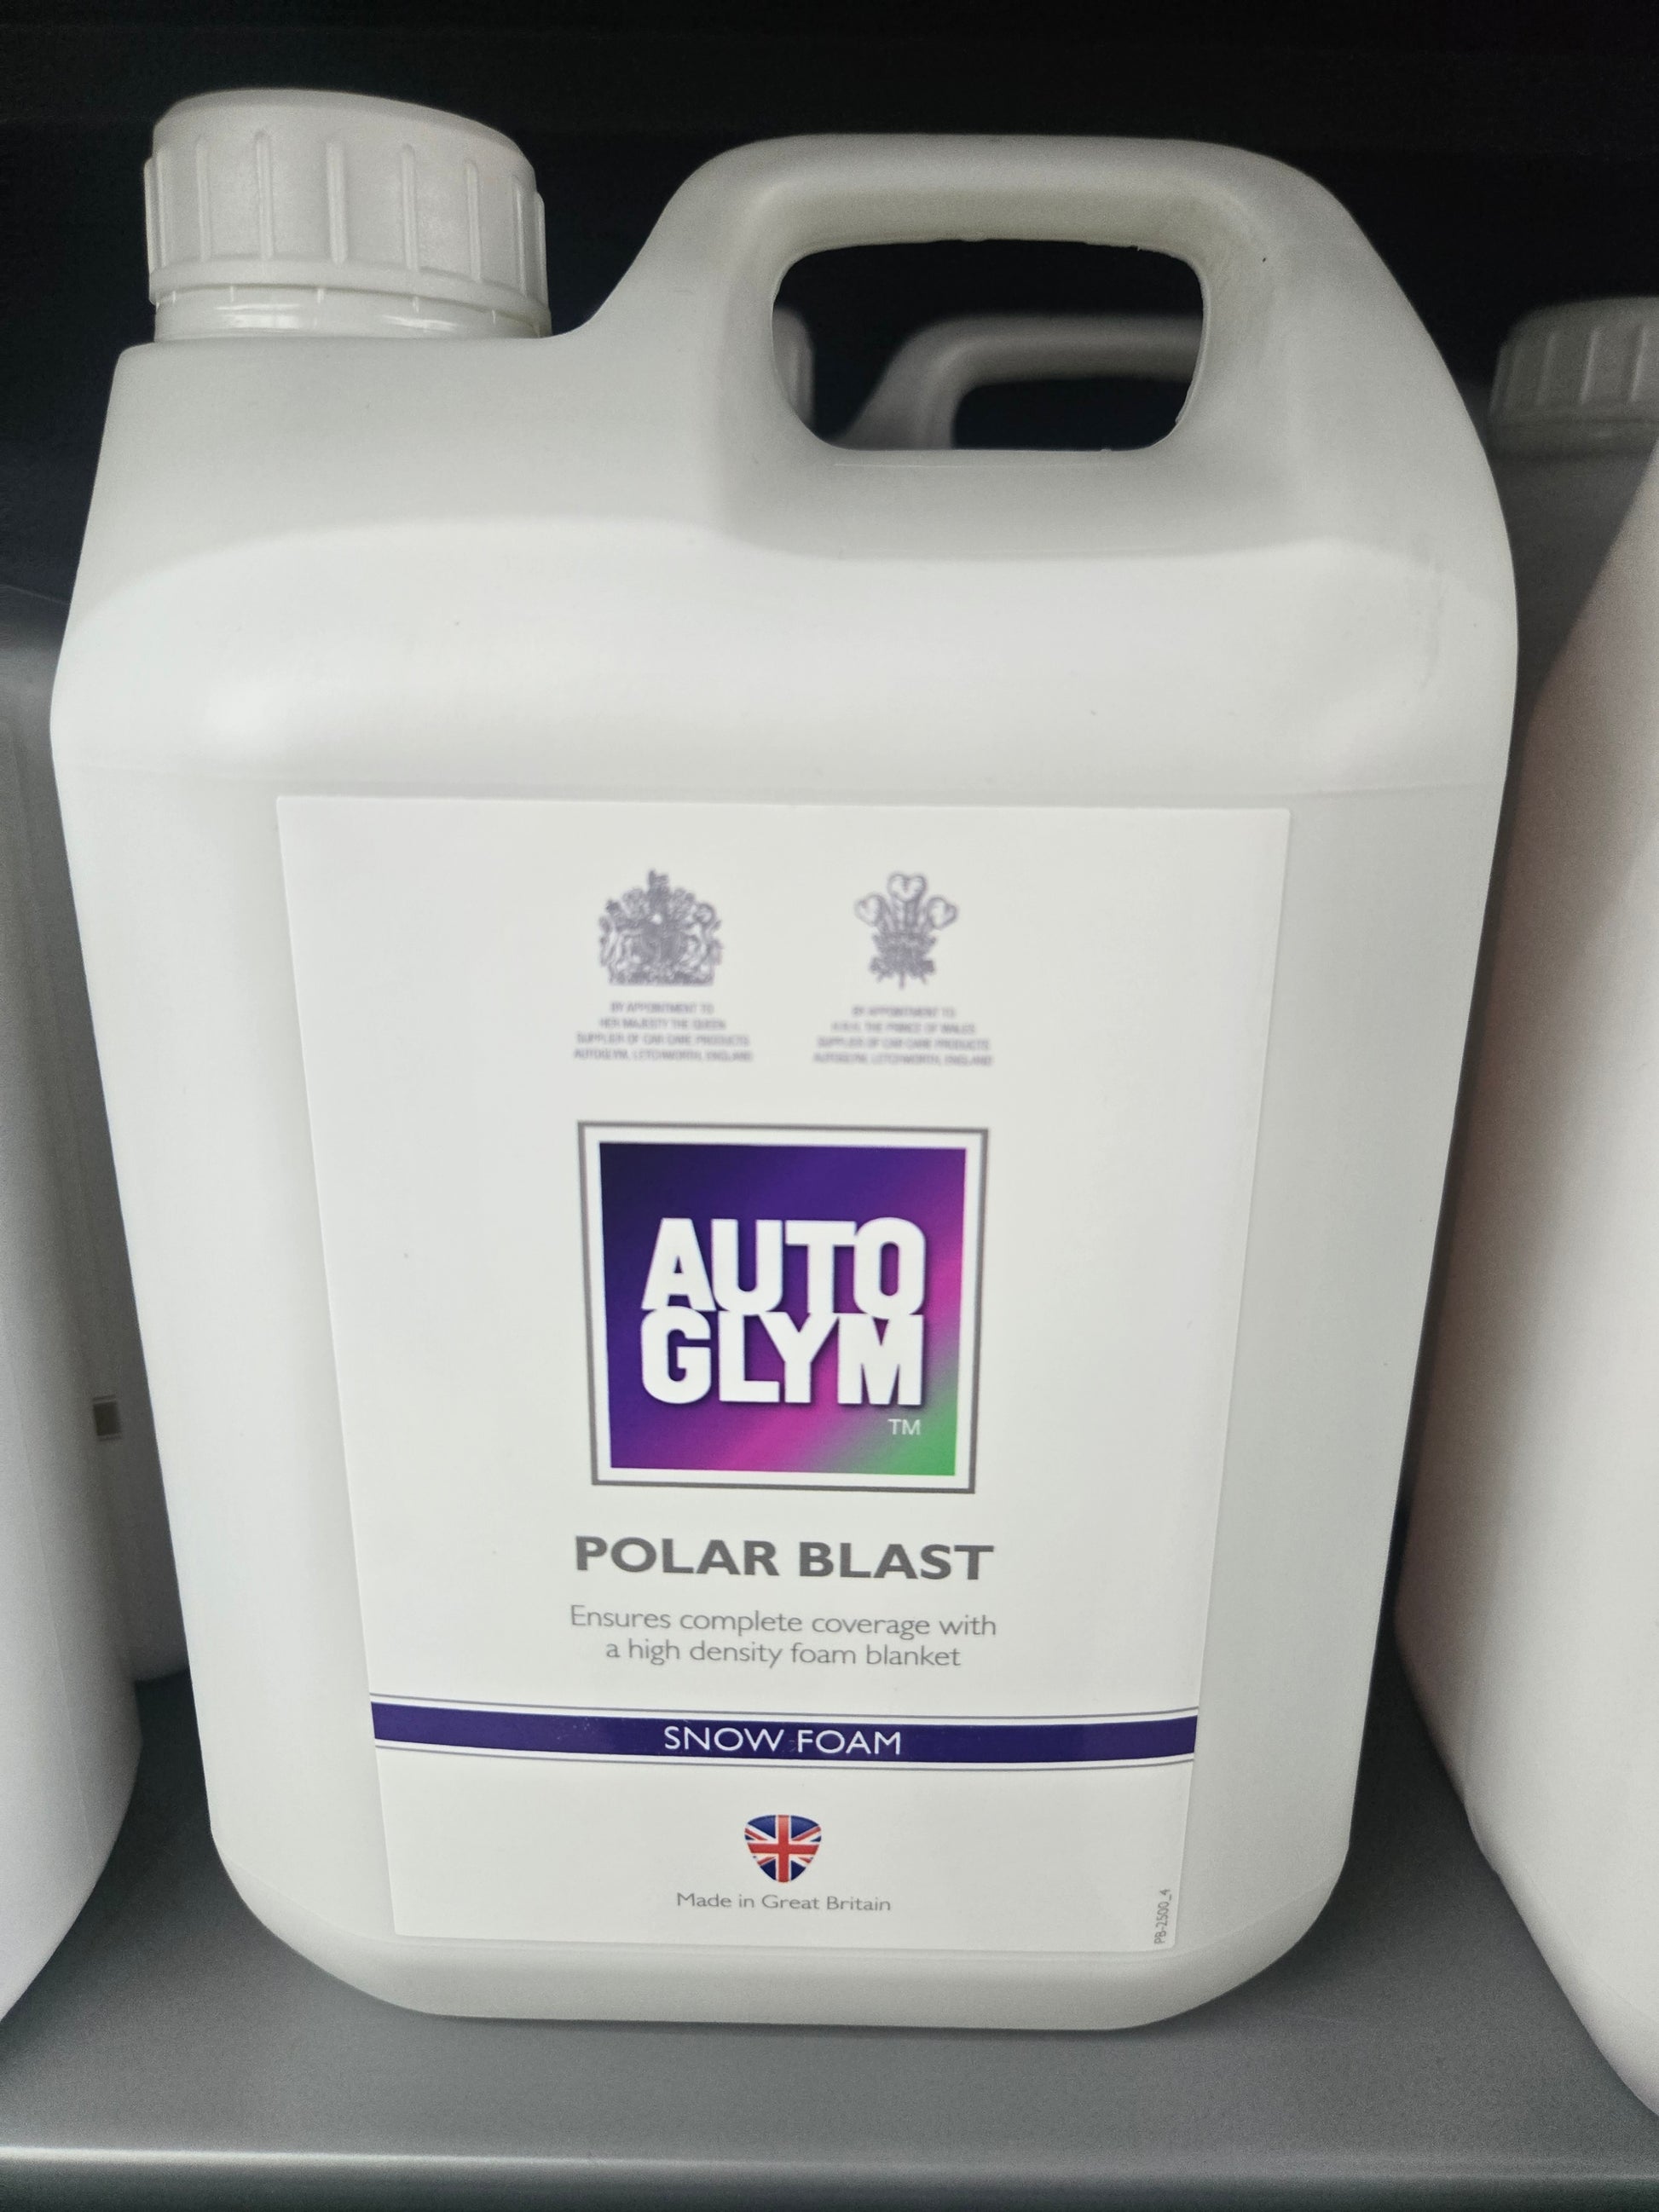 BY APPOINTMENT TO
HER MAJESTY THE QUEEN
SUPPLIER OF CAR CARE PRODUCTS
AUTOGLYM, LETCHWORTH, ENGLAND
BY APPOINTMENT TO
H.R.H. THE PRINCE OF WALES
SUPPLIER OF CAR CARE PRODUCTS
AUTOGLYM, LETCHWORTH, ENGLAND
AUTO
GLYM
TM
POLAR BLAST
Ensures complete coverage with
a high density foam blanket
SNOW FOAM
Made in Great Britain
PB-2500_4